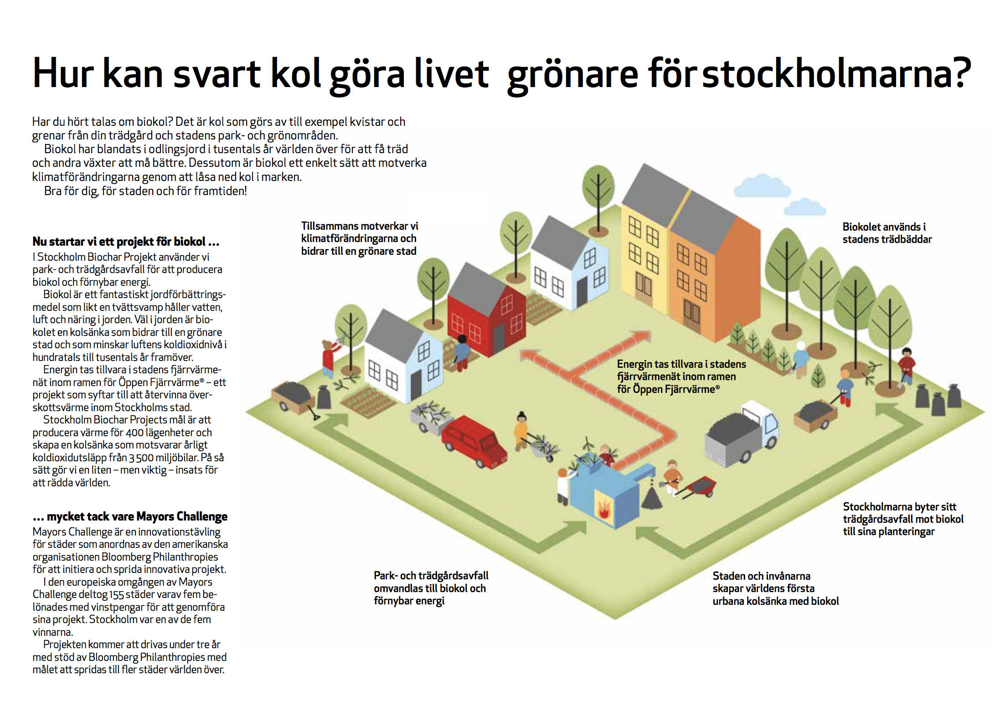 Hur kan svart kol göra livet grönare för stockholmarna?
Har du hört talas om biokol? Det är kol som görs av till exempel kvistar och
grenar från din trädgård och stadens park- och grönområden.
Biokol har blandats i odlingsjord i tusentals år världen över för att få träd
och andra växter att må bättre. Dessutom är biokol ett enkelt sätt att motverka
klimatförändringarna genom att låsa ned kol i marken.
Bra för dig, för staden och för framtiden!
Nu startar vi ett projekt för biokol ...
I Stockholm Biochar Projekt använder vi
park- och trädgårdsavfall för att producera
biokol och förnybar energi.
Biokol är ett fantastiskt jordförbättrings-
medel som likt en tvättsvamp håller vatten,
luft och näring i jorden. Väl i jorden är bio-
kolet en kolsänka som bidrar till en grönare
stad och som minskar luftens koldioxidnivå i
hundratals till tusentals år framöver.
Energin tas tillvara i stadens fjärrvärme-
nät inom ramen för Öppen Fjärrvärme® – ett
projekt som syftar till att återvinna över-
skottsvärme inom Stockholms stad.
Stockholm Biochar Projects mål är att
producera värme för 400 lägenheter och
skapa en kolsänka som motsvarar årligt
koldioxidutsläpp från 3 500 miljöbilar. På så
sätt gör vi en liten – men viktig – insats för
att rädda världen.
... mycket tack vare Mayors Challenge
Mayors Challenge är en innovationstävling
för städer som anordnas av den amerikanska
organisationen Bloomberg Philanthropies
för att initiera och sprida innovativa projekt.
I den europeiska omgången av Mayors
Challenge deltog 155 städer varav fem be-
lönades med vinstpengar för att genomföra
sina projekt. Stockholm var en av de fem
vinnarna.
Projekten kommer att drivas under tre år
med stöd av Bloomberg Philanthropies med
målet att spridas till fler städer världen över.
Tillsammans motverkar vi
klimatförändringarna och
bidrar till en grönare stad
Biokolet används i
stadens trädbäddar
Energin tas tillvara i stadens
fjärrvärmenät inom ramen
för Öppen Fjärrvärme®
Stockholmarna byter sitt
trädgårdsavfall mot biokol
till sina planteringar
Park- och trädgårdsavfall
omvandlas till biokol och
förnybar energi
Staden och invånarna
skapar världens första
urbana kolsänka med biokol